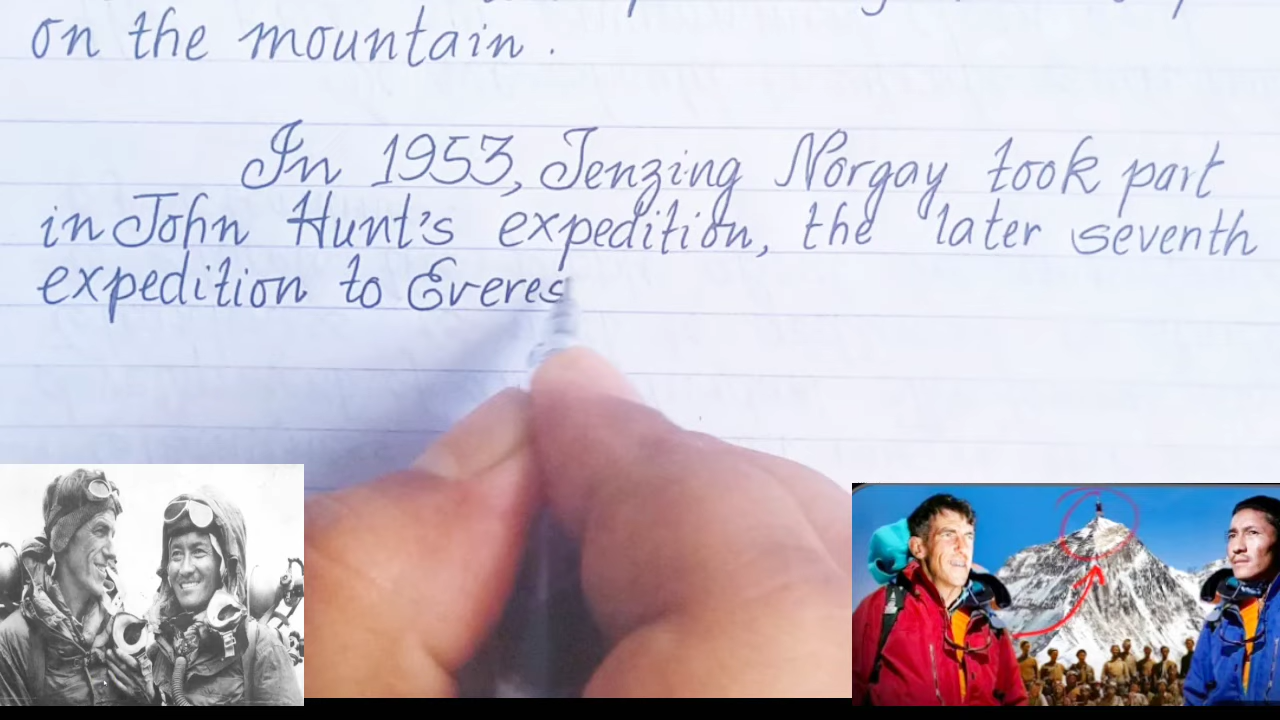 on the mountain.
In 1953, Tenzing Norgay took part
in John Hunt's expedition, the later seventh
expedition to Everes